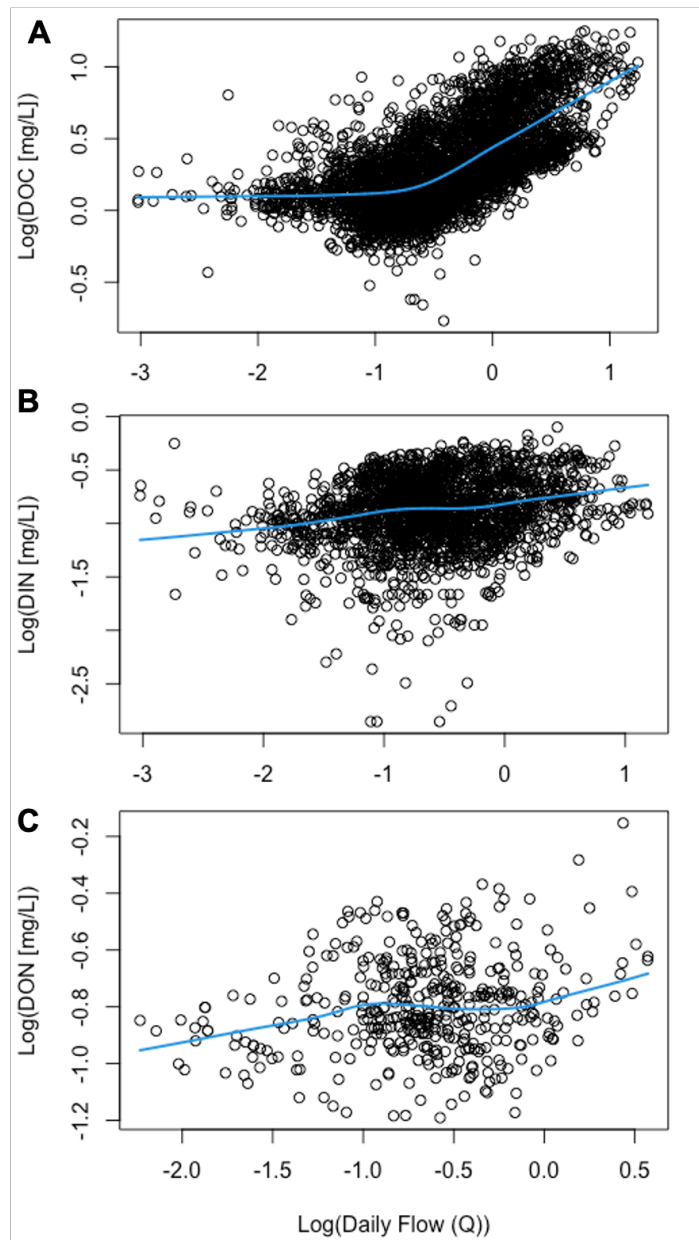 A
Log(DOC [mg/L])
1.0
0.5
0.0
-0.5
-3 -2 -1 0 1
B
Log(DIN [mg/L])
0.0
-0.5
-1.5
-2.5
-3 -2 -1 0 1
C
Log(DON [mg/L])
-0.2
-0.4
-0.6
-0.8
-1.0
-1.2
-2.0 -1.5 -1.0 -0.5 0.0 0.5
Log(Daily Flow (Q))